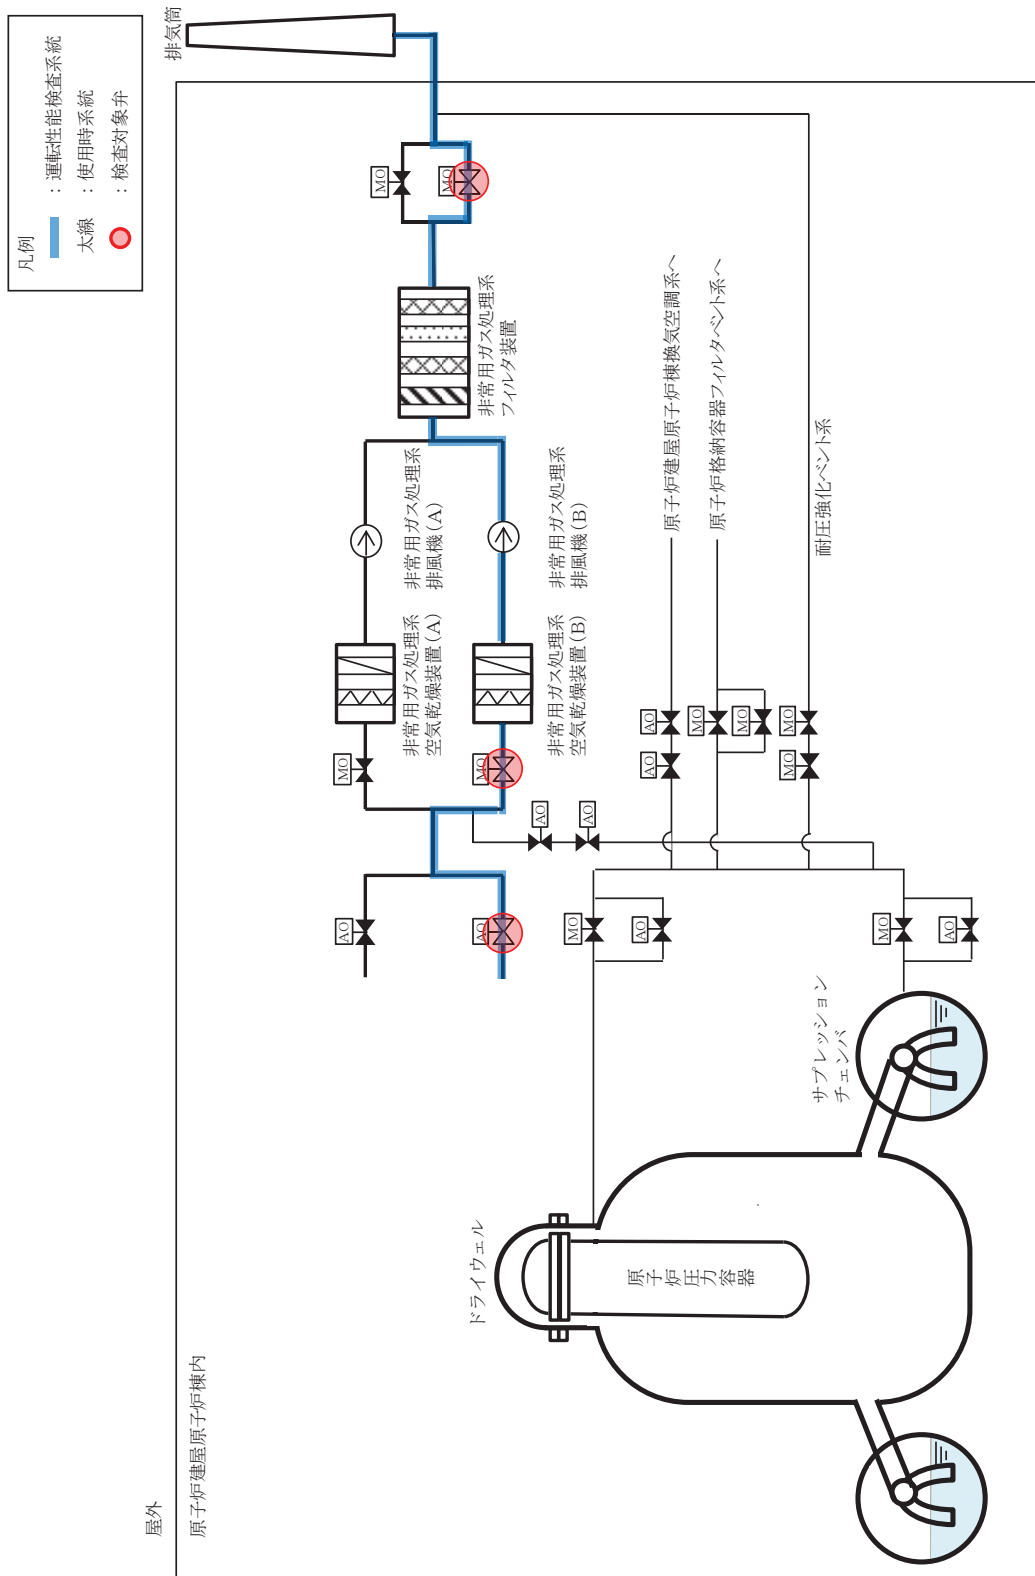 凡例
：運転性能検査系統
太線 ：使用時系統
：検査対象弁
排気筒
屋外
原子炉建屋原子炉棟内
MO
MO
非常用ガス処理系
フィルタ装置
非常用ガス処理系
排風機(A)
非常用ガス処理系
排風機(B)
非常用ガス処理系
空気乾燥装置(A)
非常用ガス処理系
空気乾燥装置(B)
MO
MO
AO
AO
AO
AO
原子炉建屋原子炉棟換気空調系へ
原子炉格納容器フィルタベント系へ
耐圧強化ベント系
AO
MO
MO
MO
AO
MO
MO
AO
MO
AO
サプレッション
チェンバ
ドライウェル
原子炉圧力容器